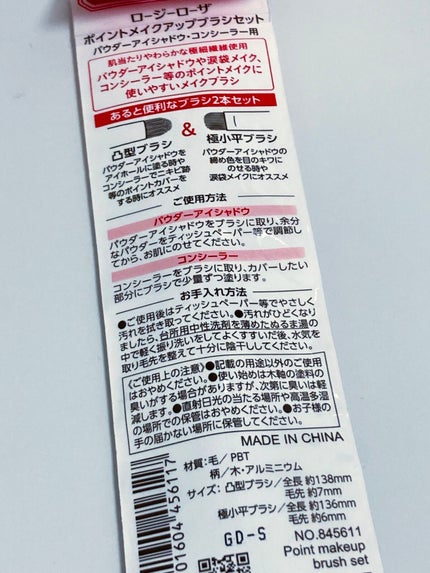 ロージーローザ
ポイントメイクアップブラシセット
パウダーアイシャドウ・コンシーラー用
肌当たりやわらかな極細繊維使用
パウダーアイシャドウや涙袋メイク、
コンシーラー等のポイントメイクに
使いやすいメイクブラシ
あると便利なブラシ2本セット
&
凸型ブラシ
パウダーアイシャドウを
アイホールに塗る時や
コンシーラーでニキビ跡
等のポイントカバーを
する時にオススメ
極小平ブラシ
パウダーアイシャドウの
締め色を目のキワに
のせる時や
涙袋メイクにオススメ
ご使用方法
パウダーアイシャドウ
パウダーアイシャドウをブラシに取り、余分
なパウダーをティッシュペーパー等で調節し
てから、お肌にのせてください。
コンシーラー
コンシーラーをブラシに取り、カバーしたい
部分にブラシで少量ずつ塗ります。
お手入れ方法
●ご使用後はティッシュペーパー等でやさしく
汚れを拭き取ってください。●汚れがひどくなり
ましたら、台所用中性洗剤を薄めたぬるま湯の
中で軽く振り洗いをしてよくすすいだ後、水気を
取り毛先を整えて十分に陰干ししてください。
〈ご使用上の注意〉●記載の用途以外のご使用
はおやめください。●使い始めは木軸の塗料の
臭いがする場合がありますが、次第に臭いは軽
減します。●直射日光の当たる場所や高温多湿
の場所での保管はおやめください。●お子様の
手の届かない場所に保管してください。
MADE IN CHINA
材質:毛/PBT
柄/木・アルミニウム
サイズ:凸型ブラシ/全長 約138mm
毛先 約7mm
極小平ブラシ/全長 約136mm
毛先 約6mm
GD-S
NO.845611
Point makeup
brush set
01604 456117